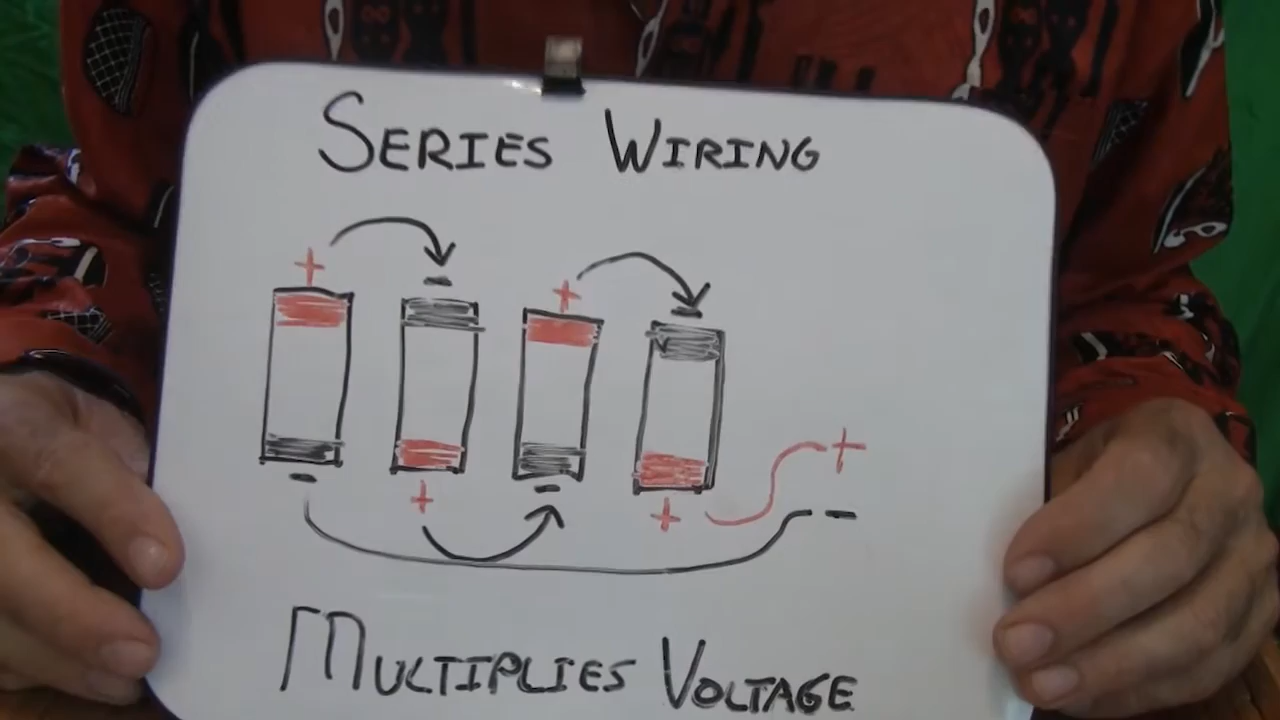 SERIES WIRING
+ - + -
- + - + + -
MULTIPLIES VOLTAGE